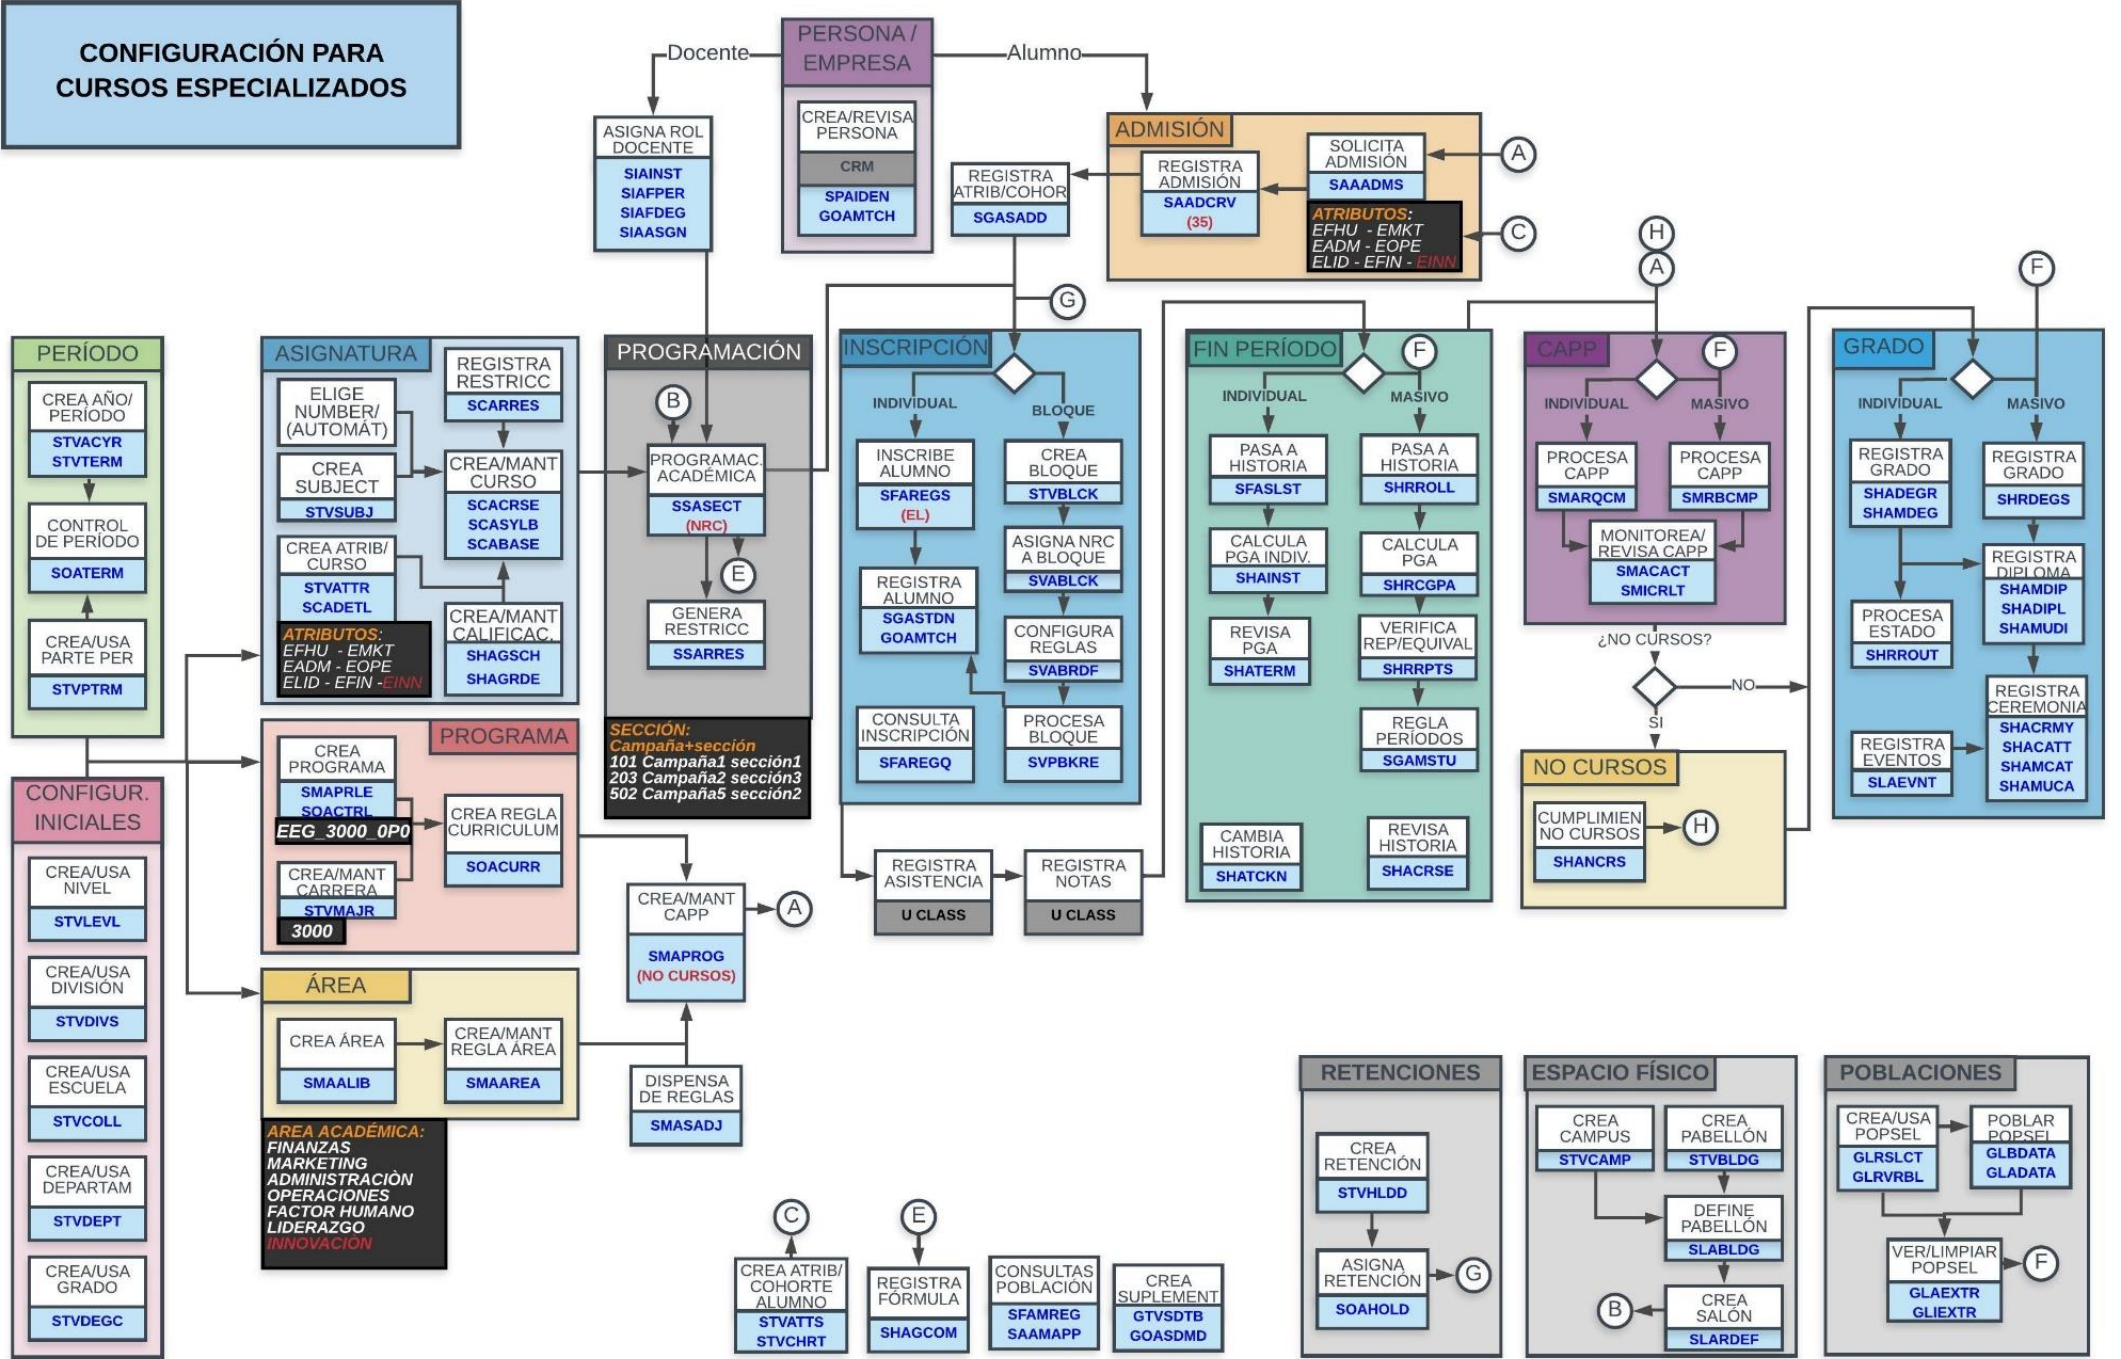 CONFIGURACIÓN PARA
CURSOS ESPECIALIZADOS
Docente
PERSONA /
EMPRESA
Alumno
CREA/REVISA
PERSONA
CRM
SPAIDEN
GOAMTCH
ASIGNA ROL
DOCENTE
SIAINST
SIAFPER
SIAFDEG
SIAASGN
REGISTRA
ATRIB/COHOR
SGASADD
ADMISIÓN
REGISTRA
ADMISIÓN
SAADCRV
(35)
SOLICITA
ADMISIÓN
SAAADMS
ATRIBUTOS:
EFHU - EMKT
EADM - EOPE
ELID - EFIN - EINN
A
C
G
H
A
F
PERÍODO
CREA AÑO/
PERÍODO
STVACYR
STVTERM
CONTROL
DE PERÍODO
SOATERM
CREA/USA
PARTE PER
STVPTRM
CONFIGUR.
INICIALES
CREA/USA
NIVEL
STVLEVL
CREA/USA
DIVISIÓN
STVDIVS
CREA/USA
ESCUELA
STVCOLL
CREA/USA
DEPARTAM
STVDEPT
CREA/USA
GRADO
STVDEGC
ASIGNATURA
ELIGE
NUMBER/
(AUTOMÁT)
CREA
SUBJECT
STVSUBJ
CREA ATRIB/
CURSO
STVATTR
SCADETL
ATRIBUTOS:
EFHU - EMKT
EADM - EOPE
ELID - EFIN -EINN
REGISTRA
RESTRICC
SCARRES
CREA/MANT
CURSO
SCACRSE
SCASYLB
SCABASE
CREA/MANT
CALIFICAC.
SHAGSCH
SHAGRDE
PROGRAMA
CREA
PROGRAMA
SMAPRLE
SOACTRL
EEG_3000_0P0
CREA/MANT
CARRERA
STVMAJR
3000
CREA REGLA
CURRICULUM
SOACURR
ÁREA
CREA ÁREA
SMAALIB
CREA/MANT
REGLA ÁREA
SMAAREA
AREA ACADÉMICA:
FINANZAS
MARKETING
ADMINISTRACIÒN
OPERACIONES
FACTOR HUMANO
LIDERAZGO
INNOVACIÓN
PROGRAMACIÓN
B
PROGRAMAC.
ACADÉMICA
SSASECT
(NRC)
E
GENERA
RESTRICC
SSARRES
SECCIÓN:
Campaña+sección
101 Campaña1 sección1
203 Campaña2 sección3
502 Campaña5 sección2
CREA/MANT
CAPP
SMAPROG
(NO CURSOS)
A
DISPENSA
DE REGLAS
SMASADJ
INSCRIPCIÓN
INDIVIDUAL
BLOQUE
INSCRIBE
ALUMNO
SFAREGS
(EL)
REGISTRA
ALUMNO
SGASTDN
GOAMTCH
CONSULTA
INSCRIPCIÓN
SFAREGQ
CREA
BLOQUE
STVBLCK
ASIGNA NRC
A BLOQUE
SVABLCK
CONFIGURA
REGLAS
SVABRDF
PROCESA
BLOQUE
SVPBKRE
REGISTRA
ASISTENCIA
U CLASS
REGISTRA
NOTAS
U CLASS
FIN PERÍODO
F
INDIVIDUAL
MASIVO
PASA A
HISTORIA
SFASLST
CALCULA
PGA INDIV.
SHAINST
REVISA
PGA
SHATERM
CAMBIA
HISTORIA
SHATCKN
PASA A
HISTORIA
SHRROLL
CALCULA
PGA
SHRCGPA
VERIFICA
REP/EQUIVAL
SHRRPTS
REGLA
PERÍODOS
SGAMSTU
REVISA
HISTORIA
SHACRSE
CAPP
F
INDIVIDUAL
MASIVO
PROCESA
CAPP
SMARQCM
PROCESA
CAPP
SMRBCMP
MONITOREA/
REVISA CAPP
SMACACT
SMICRLT
¿NO CURSOS?
NO
SI
NO CURSOS
CUMPLIMIEN
NO CURSOS
SHANCRS
H
GRADO
INDIVIDUAL
MASIVO
REGISTRA
GRADO
SHADEGR
SHAMDEG
PROCESA
ESTADO
SHRROUT
REGISTRA
EVENTOS
SLAEVNT
REGISTRA
GRADO
SHRDEGS
REGISTRA
DIPLOMA
SHAMDIP
SHADIPL
SHAMUDI
REGISTRA
CEREMONIA
SHACRMY
SHACATT
SHAMCAT
SHAMUCA
C
CREA ATRIB/
COHORTE
ALUMNO
STVATTS
STVCHRT
E
REGISTRA
FÓRMULA
SHAGCOM
CONSULTAS
POBLACIÓN
SFAMREG
SAAMAPP
CREA
SUPLEMENT
GTVSDTB
GOASDMD
RETENCIONES
CREA
RETENCIÓN
STVHLDD
ASIGNA
RETENCIÓN
SOAHOLD
G
ESPACIO FÍSICO
CREA
CAMPUS
STVCAMP
CREA
PABELLÓN
STVBLDG
DEFINE
PABELLÓN
SLABLDG
B
CREA
SALÓN
SLARDEF
POBLACIONES
CREA/USA
POPSEL
GLRSLCT
GLRVRBL
POBLAR
POPSEL
GLBDATA
GLADATA
VER/LIMPIAR
POPSEL
GLAEXTR
GLIEXTR
F